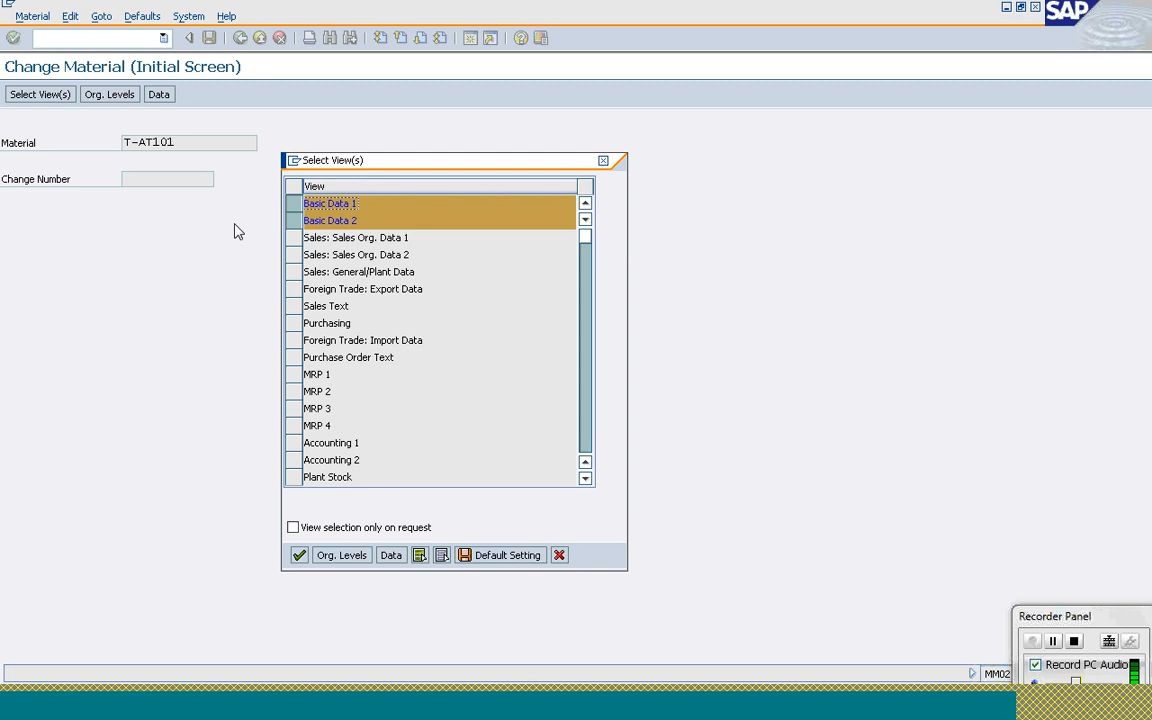 Material Edit Goto Defaults System Help
SAP
Change Material (Initial Screen)
Select View(s) Org. Levels Data
Material T-AT101
Change Number
Select View(s)
View
Basic Data 1
Basic Data 2
Sales: Sales Org. Data 1
Sales: Sales Org. Data 2
Sales: General/Plant Data
Foreign Trade: Export Data
Sales Text
Purchasing
Foreign Trade: Import Data
Purchase Order Text
MRP 1
MRP 2
MRP 3
MRP 4
Accounting 1
Accounting 2
Plant Stock
View selection only on request
Org. Levels Data Default Setting
Recorder Panel
Record PC Audio
MM02